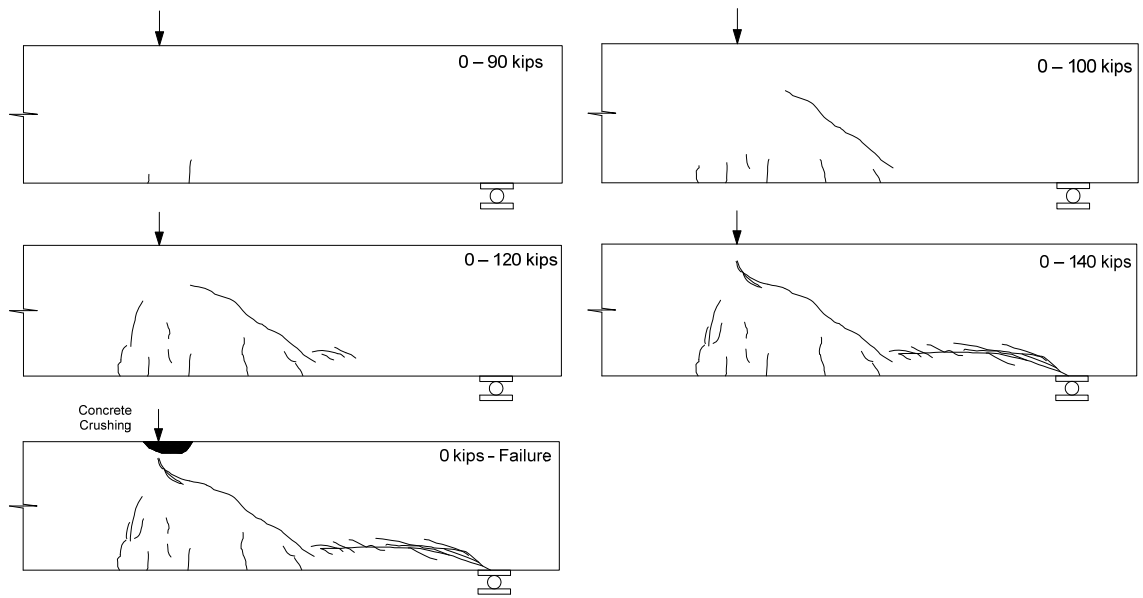 0 – 90 kips
0 – 100 kips
0 – 120 kips
0 – 140 kips
Concrete
Crushing
0 kips – Failure